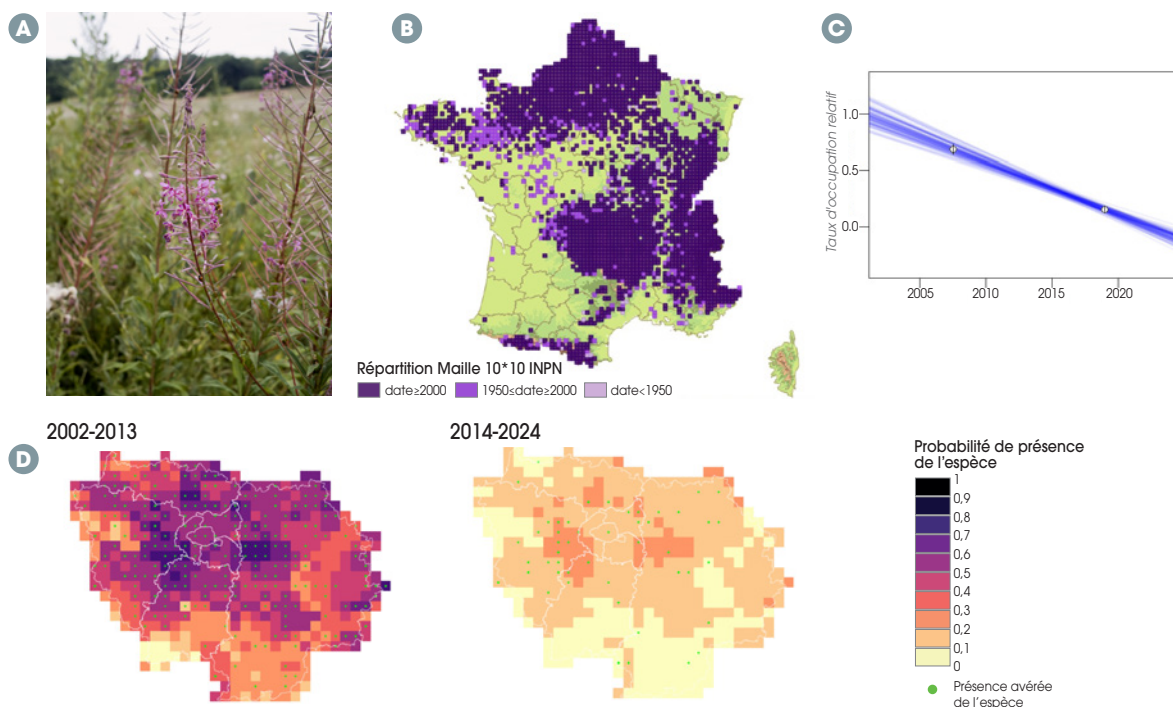 A
B
C
Taux d'occupation relatif
1.0
0.5
0.0
2005
2010
2015
2020
Répartition Maille 10*10 INPN
date≥2000
1950≤date≥2000
date<1950
D
2002-2013
2014-2024
Probabilité de présence
de l'espèce
1
0,9
0,8
0,7
0,6
0,5
0,4
0,3
0,2
0,1
0
Présence avérée
de l'espèce